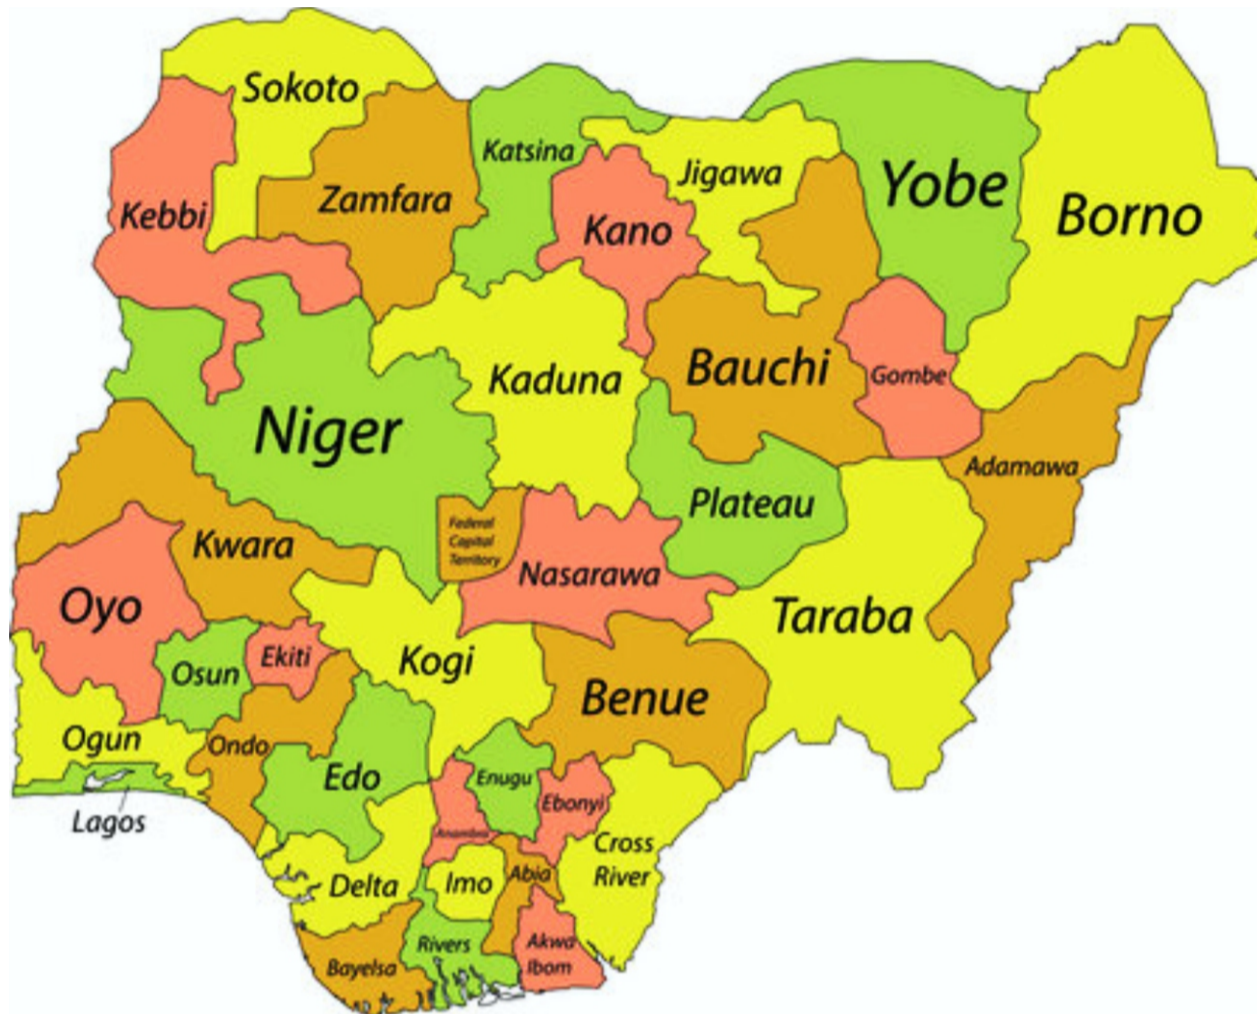 Sokoto
Katsina
Jigawa
Yobe
Zamfara
Kebbi
Kano
Borno
Kaduna
Bauchi
Gombe
Niger
Adamawa
Plateau
Federal
Capital
Territory
Kwara
Nasarawa
Oyo
Taraba
Osun
Ekiti
Kogi
Benue
Ogun
Ondo
Edo
Enugu
Ebonyi
Lagos
Anambra
Cross
River
Delta
Imo
Abia
Rivers
Akwa
Ibom
Bayelsa